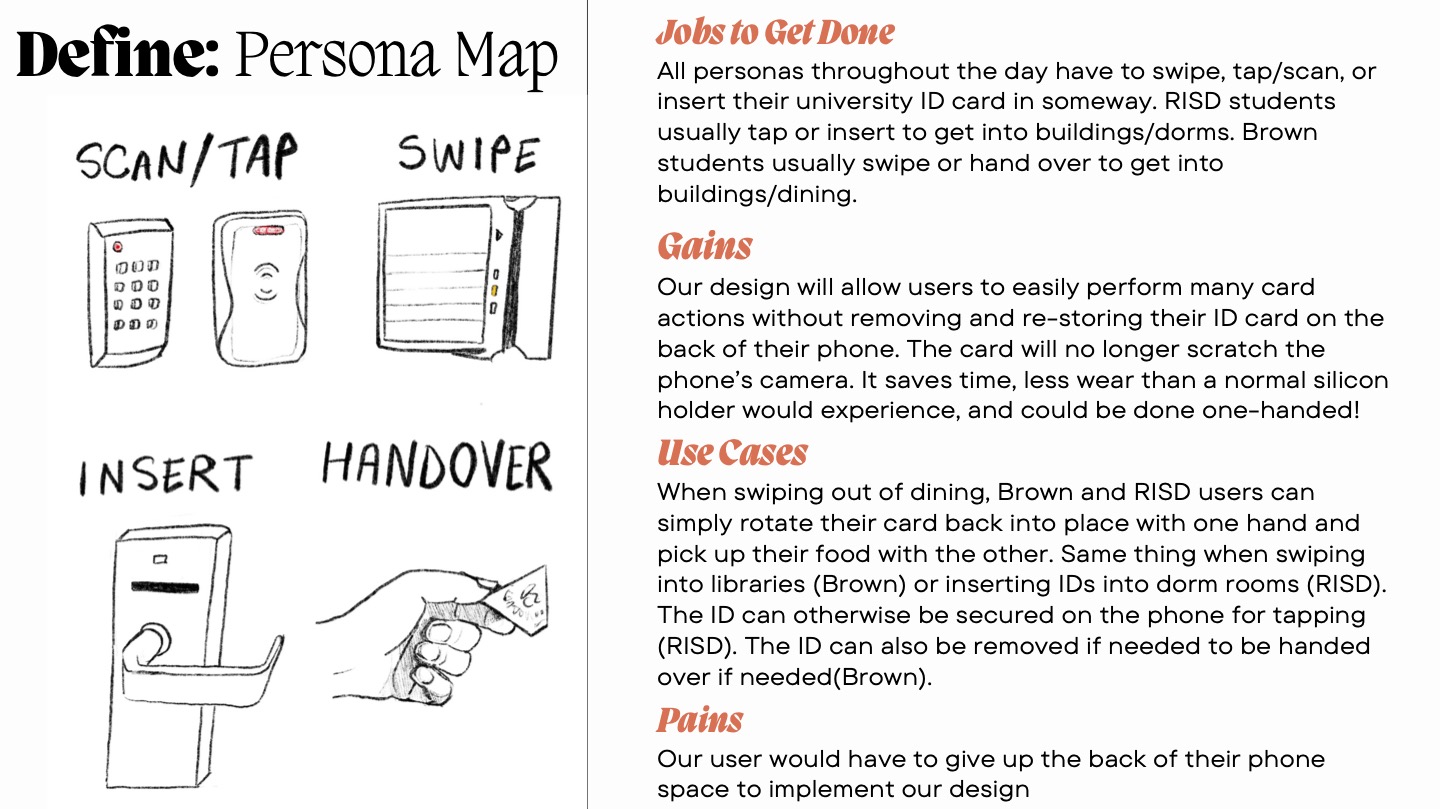 Define: Persona Map
SCAN/TAP
SWIPE
INSERT
HANDOVER
Jobs to Get Done
All personas throughout the day have to swipe, tap/scan, or
insert their university ID card in someway. RISD students
usually tap or insert to get into buildings/dorms. Brown
students usually swipe or hand over to get into
buildings/dining.
Gains
Our design will allow users to easily perform many card
actions without removing and re-storing their ID card on the
back of their phone. The card will no longer scratch the
phone’s camera. It saves time, less wear than a normal silicon
holder would experience, and could be done one-handed!
Use Cases
When swiping out of dining, Brown and RISD users can
simply rotate their card back into place with one hand and
pick up their food with the other. Same thing when swiping
into libraries (Brown) or inserting IDs into dorm rooms (RISD).
The ID can otherwise be secured on the phone for tapping
(RISD). The ID can also be removed if needed to be handed
over if needed(Brown).
Pains
Our user would have to give up the back of their phone
space to implement our design